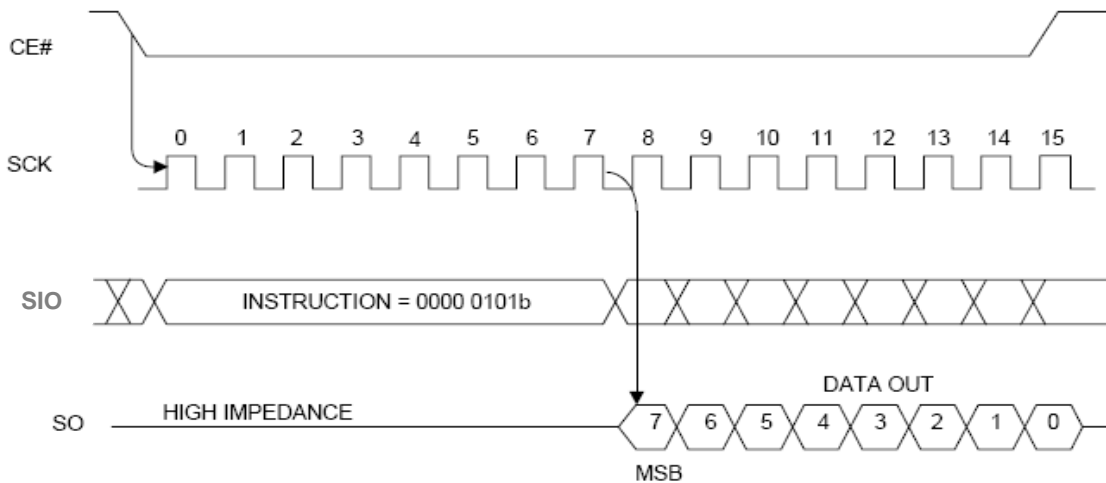 CE#
0 1 2 3 4 5 6 7 8 9 10 11 12 13 14 15
SCK
SIO
INSTRUCTION = 0000 0101b
DATA OUT
HIGH IMPEDANCE
SO
7 6 5 4 3 2 1 0
MSB